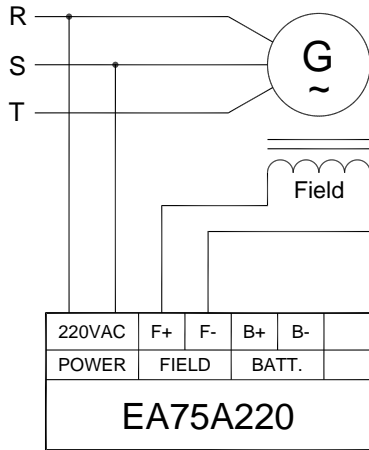 R
S
T
G
~
Field
220VAC F+ F- B+ B-
POWER FIELD BATT.
EA75A220